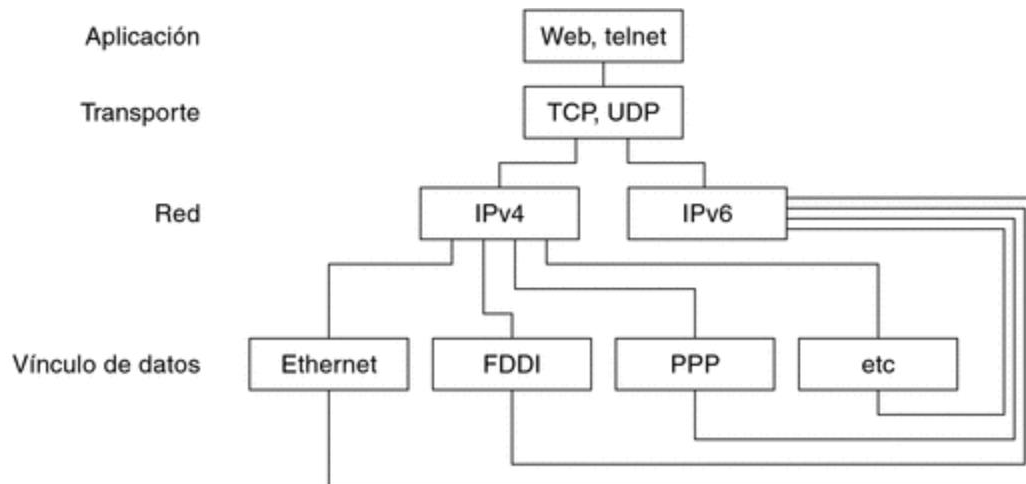 Aplicación
Web, telnet
Transporte
TCP, UDP
Red
IPv4
IPv6
Vínculo de datos
Ethernet
FDDI
PPP
etc